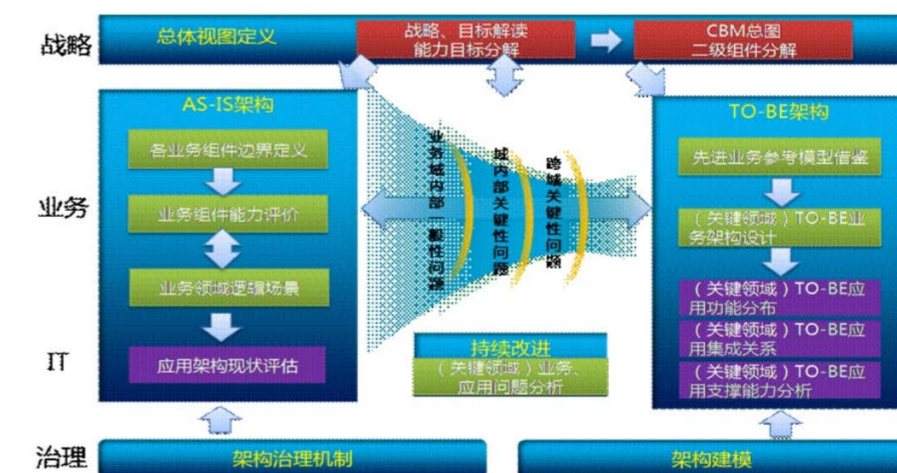 战略
总体视图定义
战略、目标解读
能力目标分解
CBM总图
二级组件分解
业务
AS-IS架构
各业务组件边界定义
业务组件能力评价
业务领域逻辑场景
IT
应用架构现状评估
业务域内部一般性问题
域内部关键性问题
跨域关键性问题
持续改进
（关键领域）业务、
应用问题分析
TO-BE架构
先进业务参考模型借鉴
（关键领域）TO-BE业
务架构设计
（关键领域）TO-BE应
用功能分布
（关键领域）TO-BE应
用集成关系
（关键领域）TO-BE应
用支撑能力分析
治理
架构治理机制
架构建模